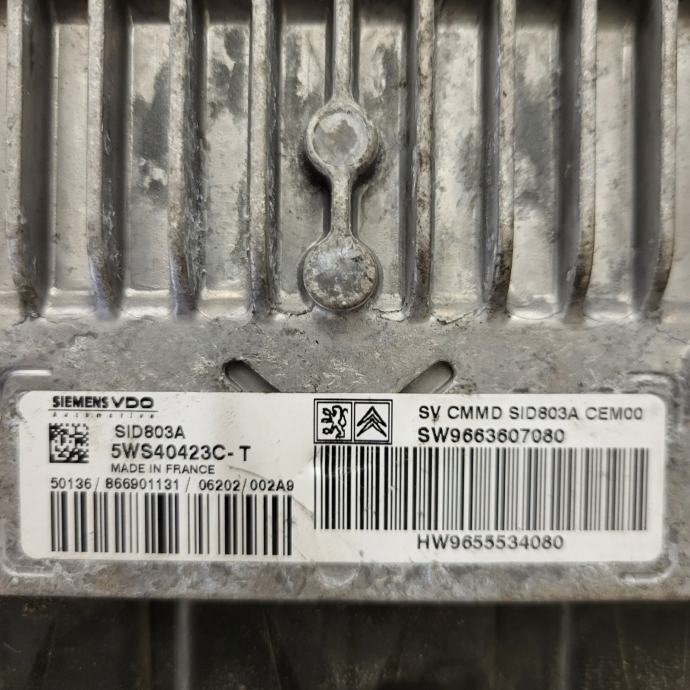 SIEMENS VDO
Automotive
SID803A
5WS40423C-T
MADE IN FRANCE
50136/866901131/06202/002A9
SV CMMD SID803A CEM00
SW9663607080
HW9655534080